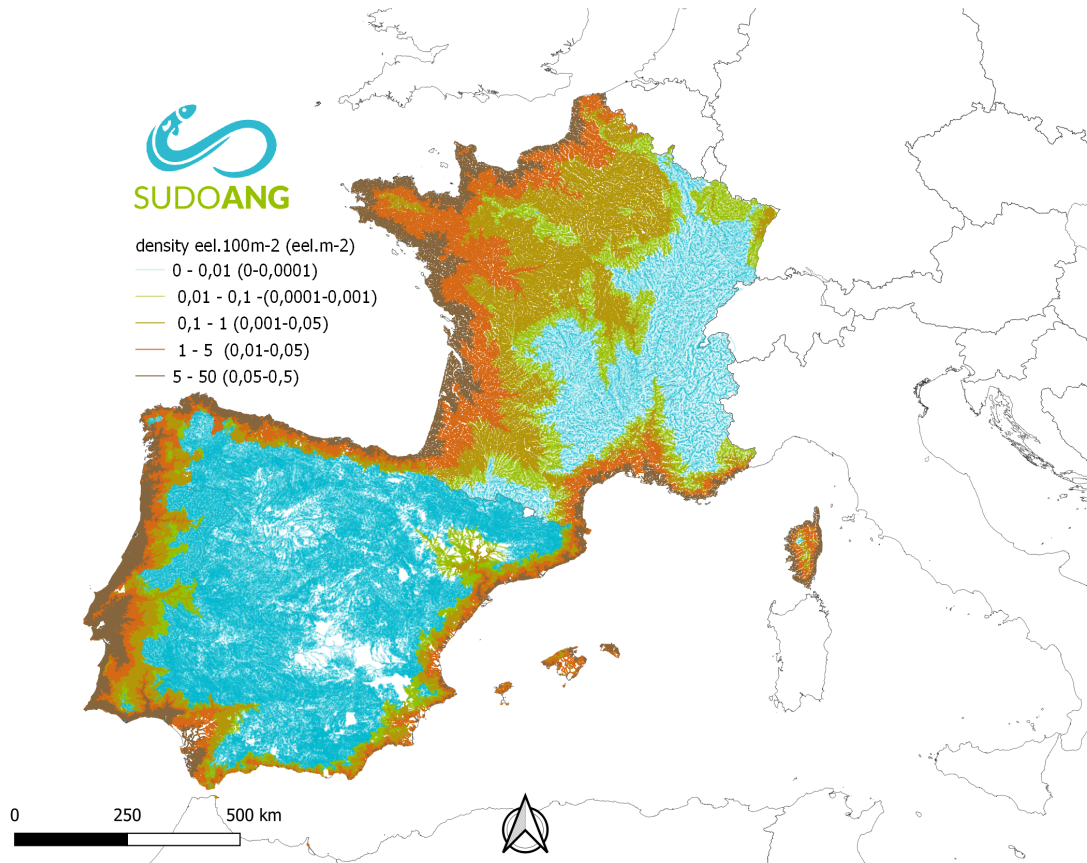 SUDOANG
density eel.100m-2 (eel.m-2)
0 - 0,01 (0-0,0001)
0,01 - 0,1 -(0,0001-0,001)
0,1 - 1 (0,001-0,05)
1 - 5 (0,01-0,05)
5 - 50 (0,05-0,5)
0 250 500 km